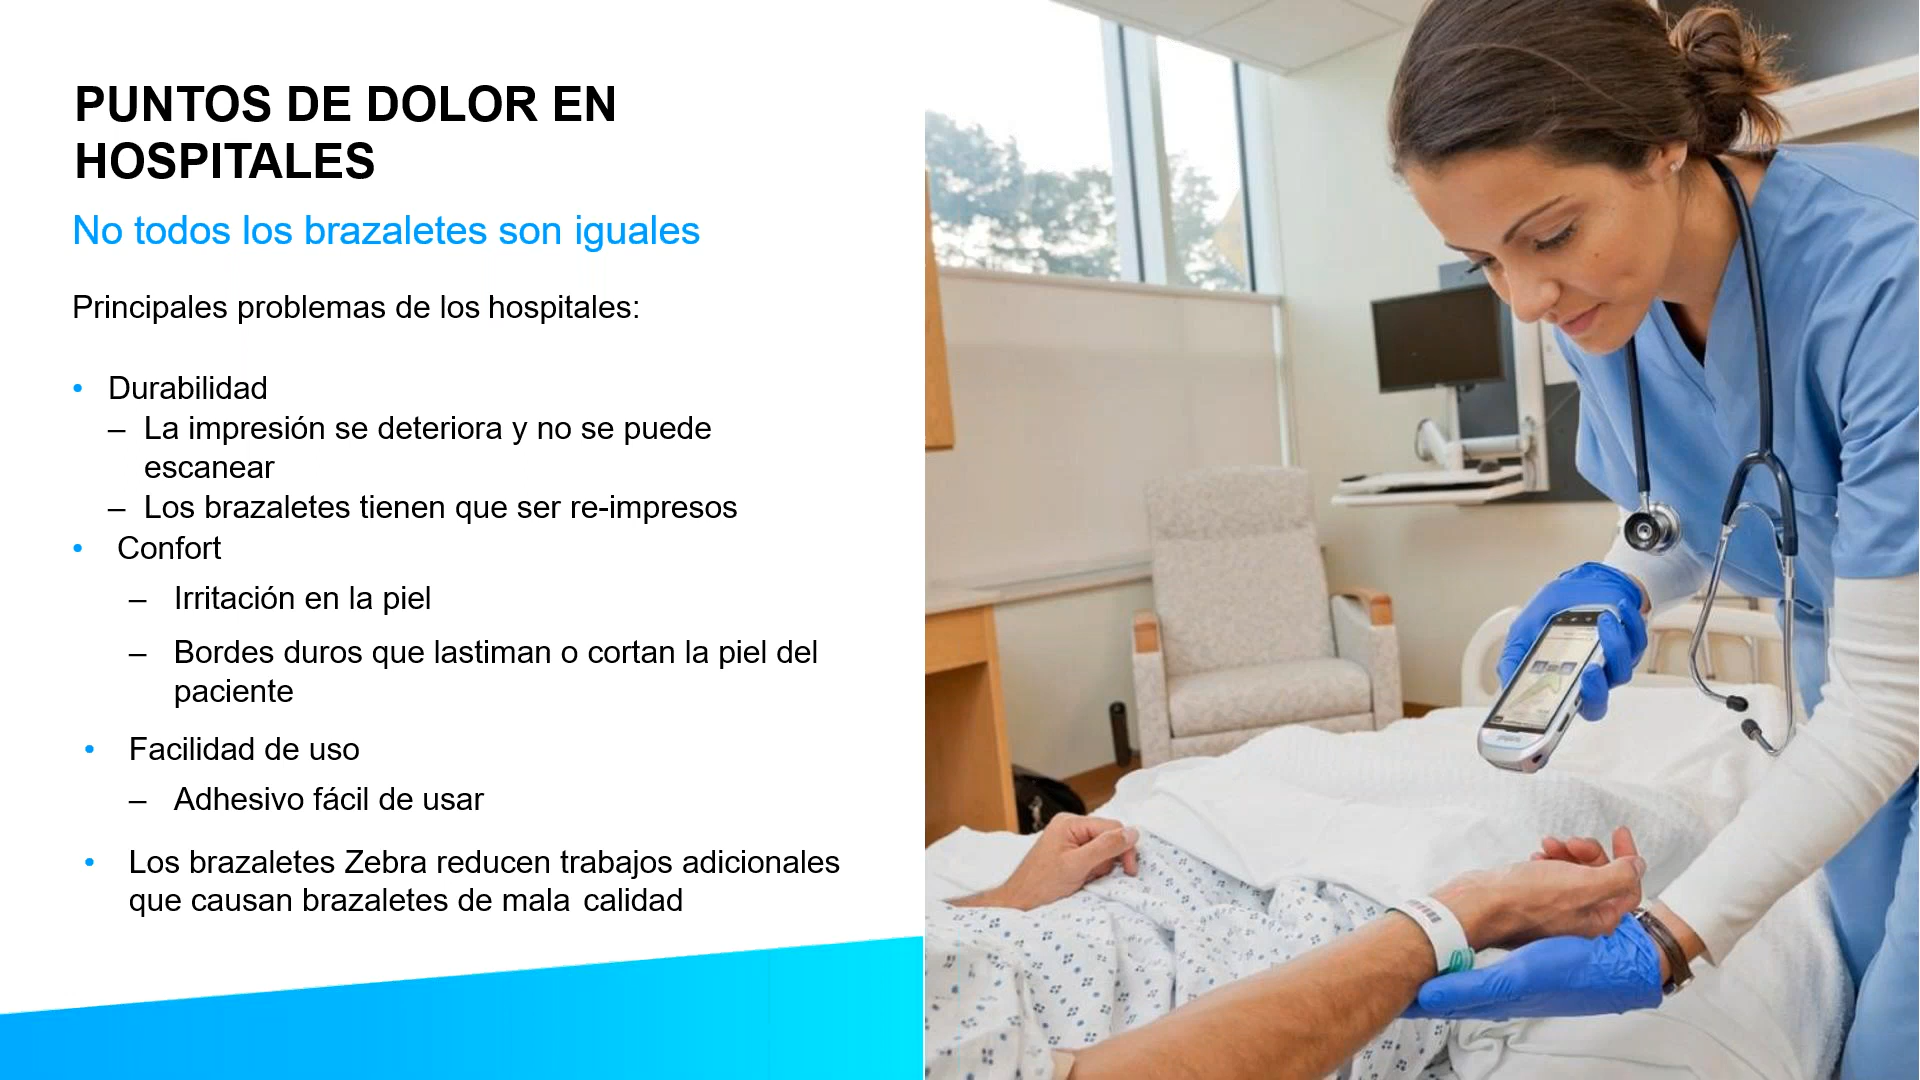 PUNTOS DE DOLOR EN
HOSPITALES
No todos los brazaletes son iguales
Principales problemas de los hospitales:
• Durabilidad
– La impresión se deteriora y no se puede
escanear
– Los brazaletes tienen que ser re-impresos
• Confort
– Irritación en la piel
– Bordes duros que lastiman o cortan la piel del
paciente
• Facilidad de uso
– Adhesivo fácil de usar
• Los brazaletes Zebra reducen trabajos adicionales
que causan brazaletes de mala calidad